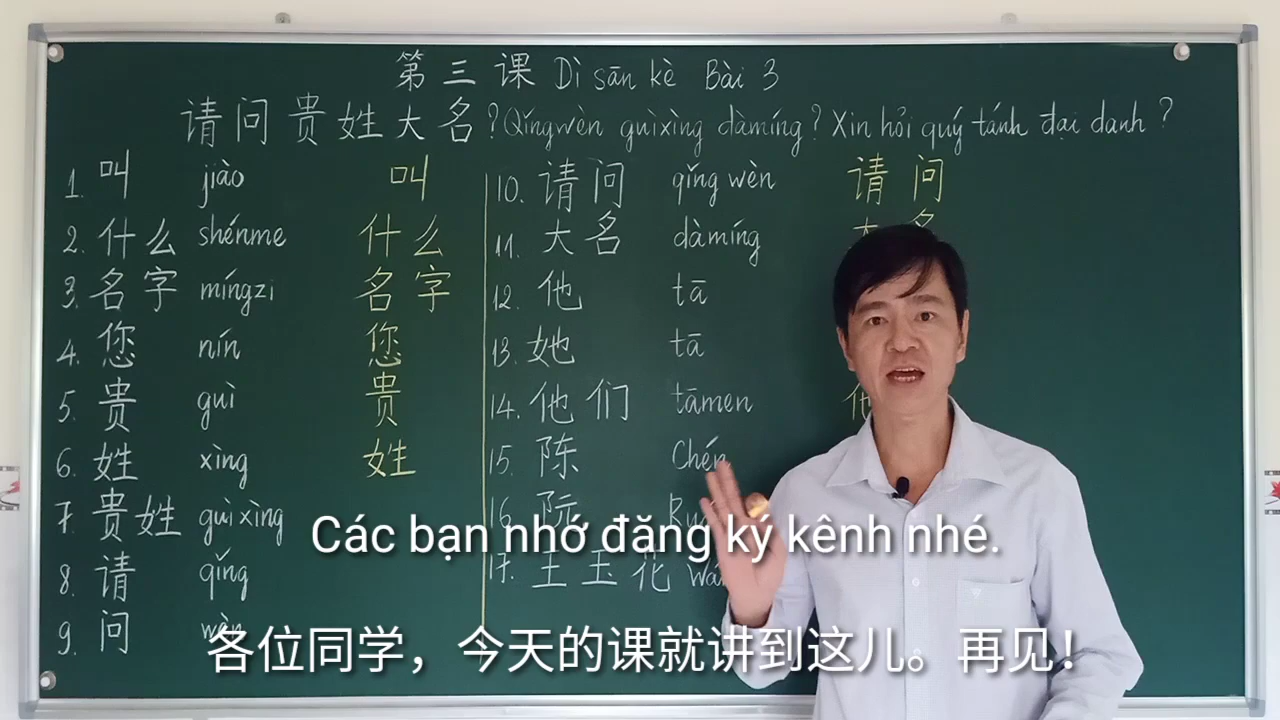 第三课 Dì sān kè Bài 3
请问贵姓大名? Qǐngwèn guìxìng dàmíng? Xin hỏi quý tánh đại danh?
1. 叫 jiào 叫
2. 什么 shénme 什么
3. 名字 míngzi 名字
4. 您 nín 您
5. 贵 guì 贵
6. 姓 xìng 姓
7. 贵姓 guìxìng
8. 请 qǐng
9. 问 wèn
10. 请问 qǐng wèn 请问
11. 大名 dàmíng
12. 他 tā
13. 她 tā
14. 他们 tāmen
15. 陈 Chén
16. 阮
17. 王玉花
Các bạn nhớ đăng ký kênh nhé.
各位同学，今天的课就讲到这儿。再见！